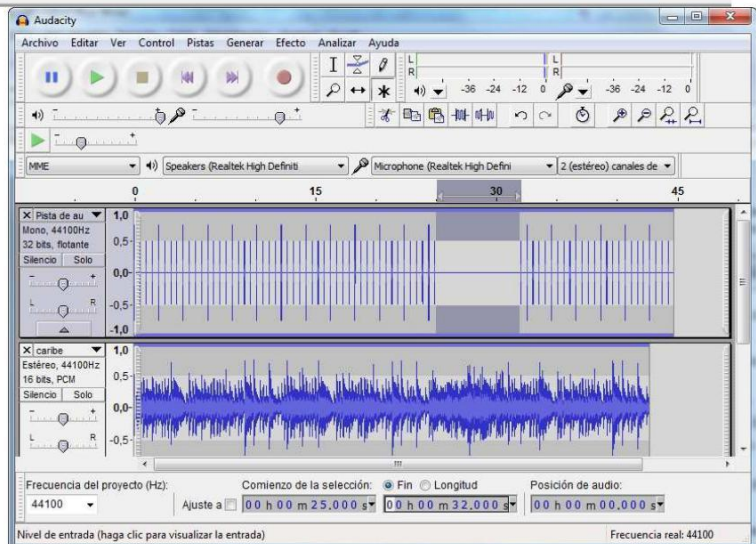 Audacity
Archivo Editar Ver Control Pistas Generar Efecto Analizar Ayuda
L
R
-36 -24 -12 0
L
R
-36 -24 -12 0
MME
Speakers (Realtek High Definiti
Microphone (Realtek High Defini
2 (estéreo) canales de
0 15 30 45
X Pista de au
Mono, 44100Hz
32 bits, flotante
Silencio Solo
- +
L R
1,0
0,5-
0,0-
-0,5-
-1,0
X caribe
Estéreo, 44100Hz
16 bits, PCM
Silencio Solo
- +
L R
1,0
0,5-
0,0-
-0,5-
Frecuencia del proyecto (Hz): Comienzo de la selección: Fin Longitud Posición de audio:
44100 Ajuste a 00 h 00 m 25,000 s 00 h 00 m 32,000 s 00 h 00 m 00,000 s
Nivel de entrada (haga clic para visualizar la entrada) Frecuencia real: 44100